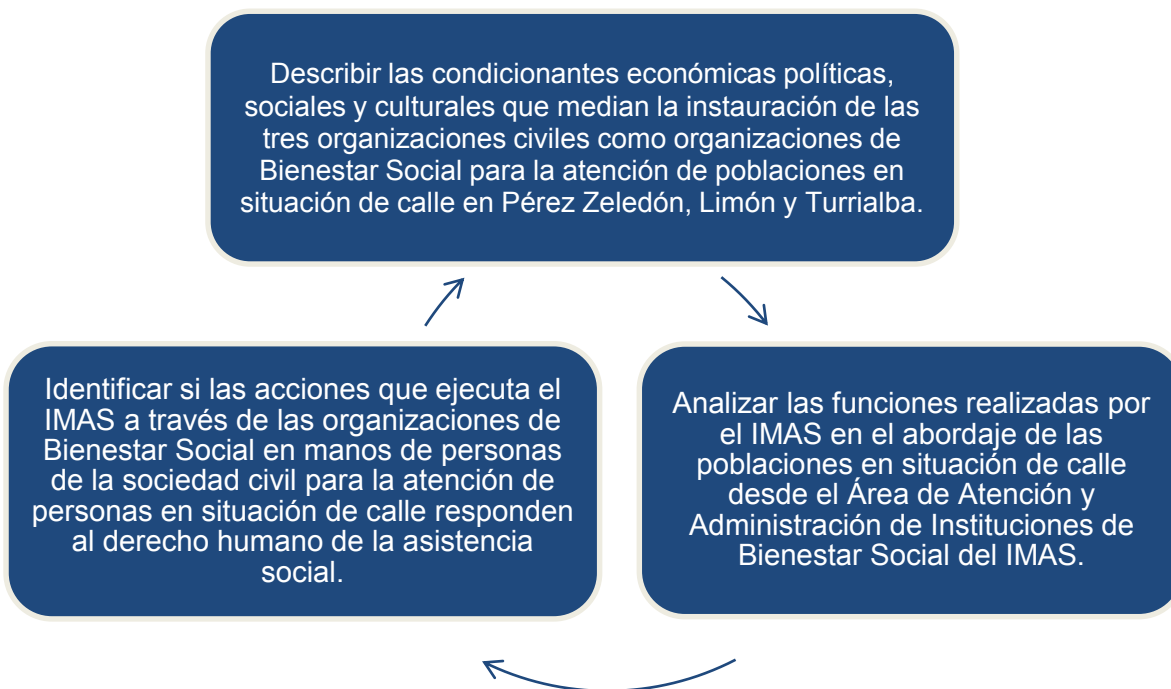 Describir las condicionantes económicas políticas,
sociales y culturales que median la instauración de las
tres organizaciones civiles como organizaciones de
Bienestar Social para la atención de poblaciones en
situación de calle en Pérez Zeledón, Limón y Turrialba.
Identificar si las acciones que ejecuta el
IMAS a través de las organizaciones de
Bienestar Social en manos de personas
de la sociedad civil para la atención de
personas en situación de calle responden
al derecho humano de la asistencia
social.
Analizar las funciones realizadas por
el IMAS en el abordaje de las
poblaciones en situación de calle
desde el Área de Atención y
Administración de Instituciones de
Bienestar Social del IMAS.